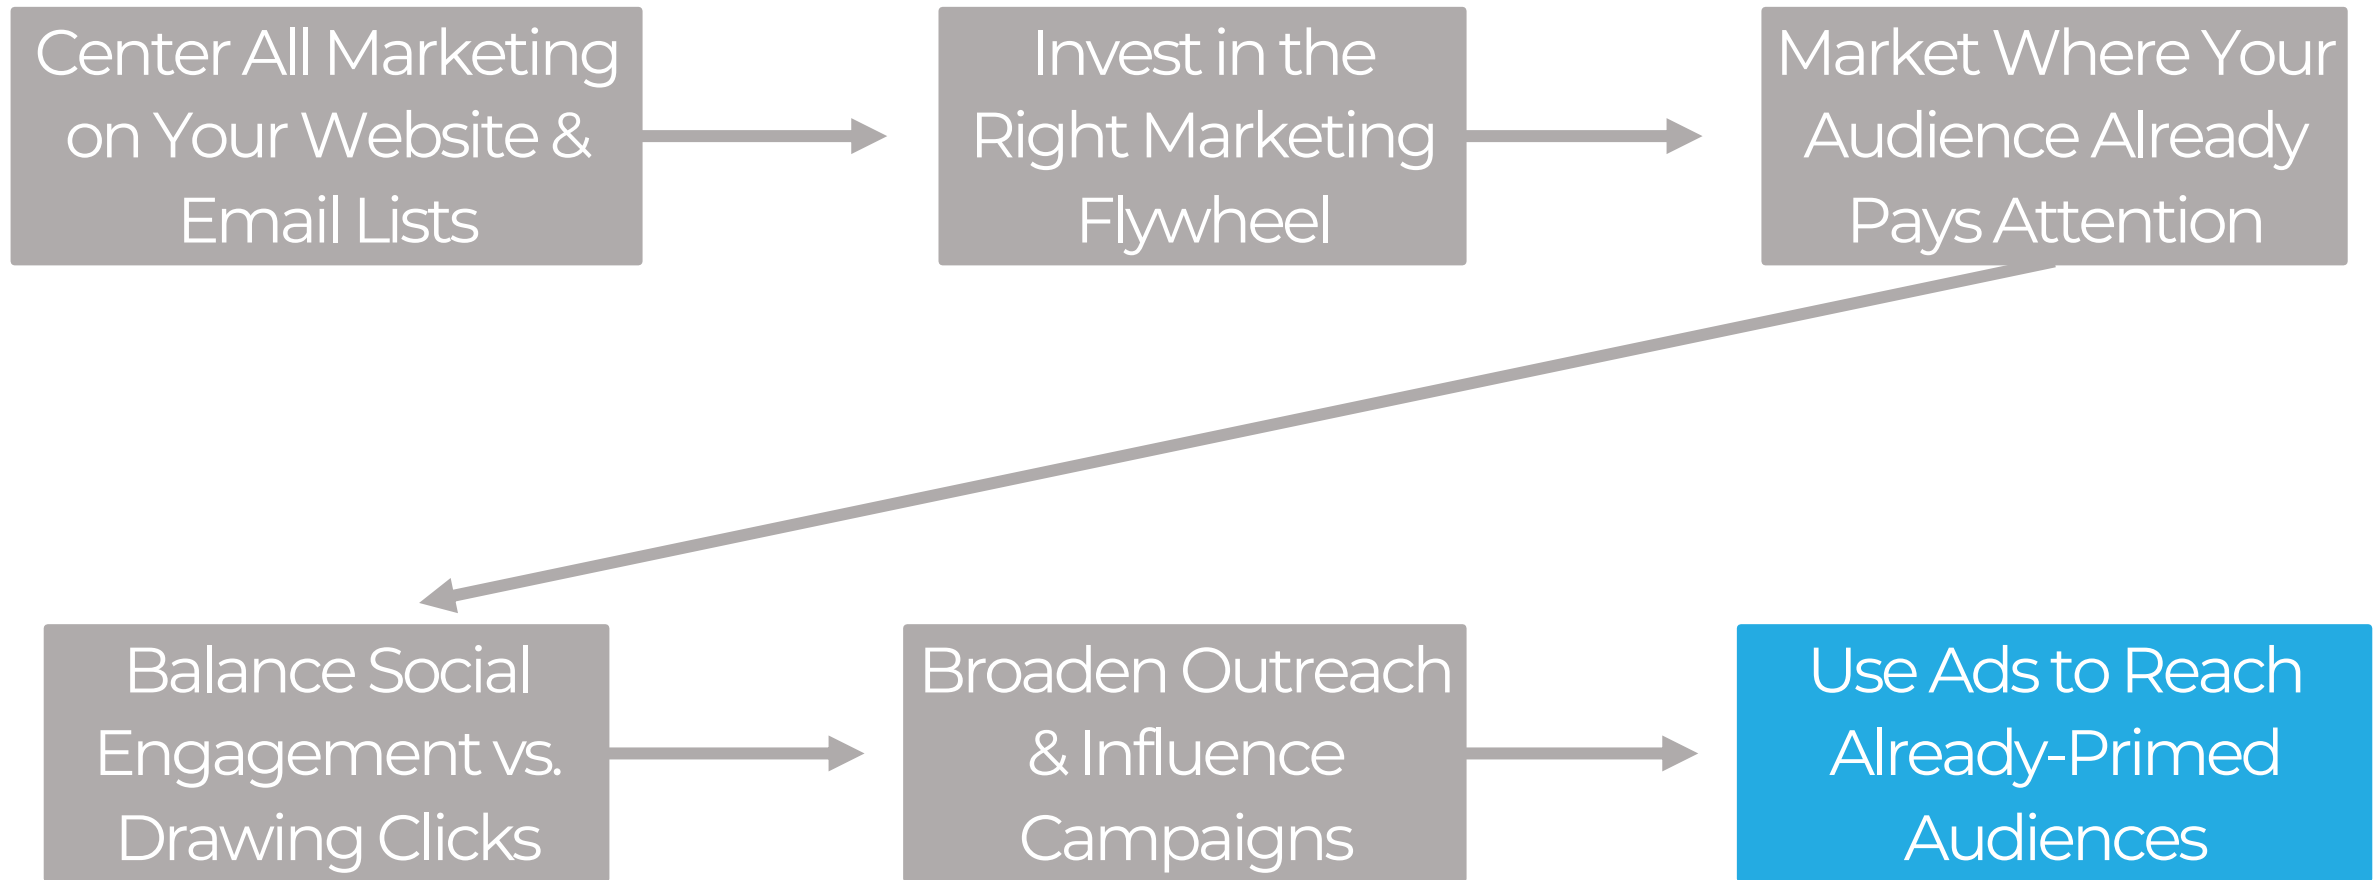 Center All Marketing
on Your Website &
Email Lists
Invest in the
Right Marketing
Flywheel
Market Where Your
Audience Already
Pays Attention
Balance Social
Engagement vs.
Drawing Clicks
Broaden Outreach
& Influence
Campaigns
Use Ads to Reach
Already-Primed
Audiences